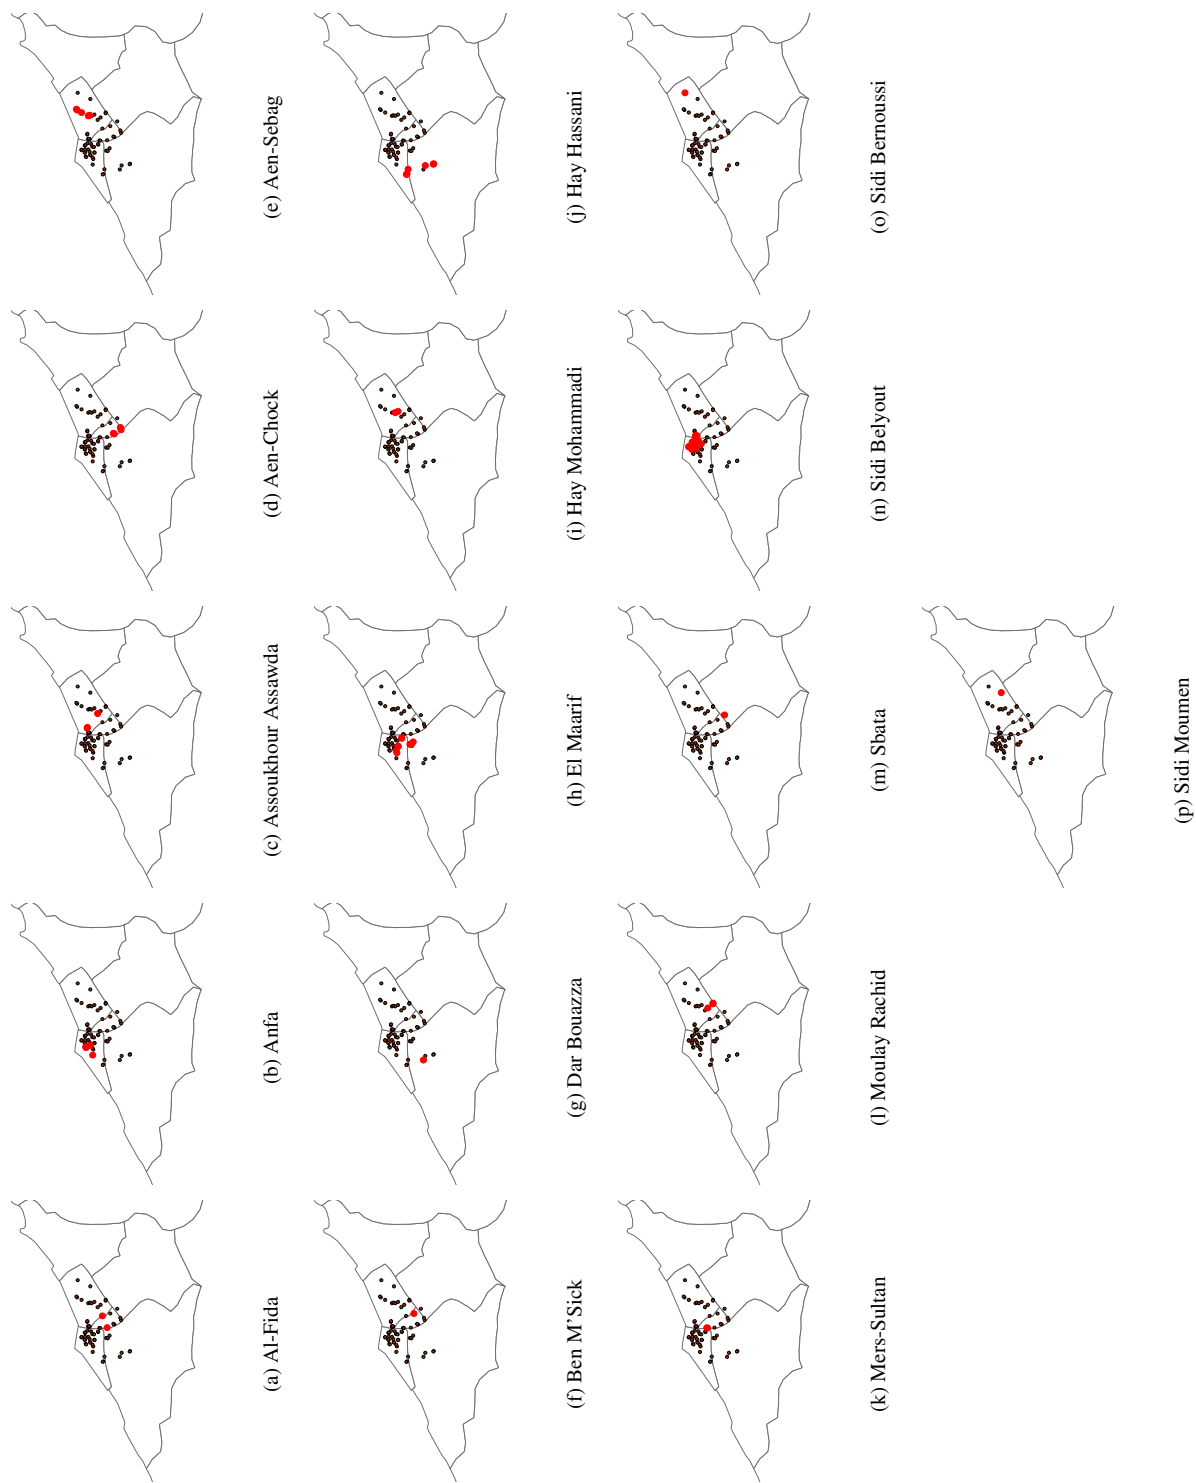 (a) Al-Fida
(b) Anfa
(c) Assoukhour Assawda
(d) Aen-Chock
(e) Aen-Sebag
(f) Ben M’Sick
(g) Dar Bouazza
(h) El Maarif
(i) Hay Mohammadi
(j) Hay Hassani
(k) Mers-Sultan
(l) Moulay Rachid
(m) Sbata
(n) Sidi Belyout
(o) Sidi Bernoussi
(p) Sidi Moumen